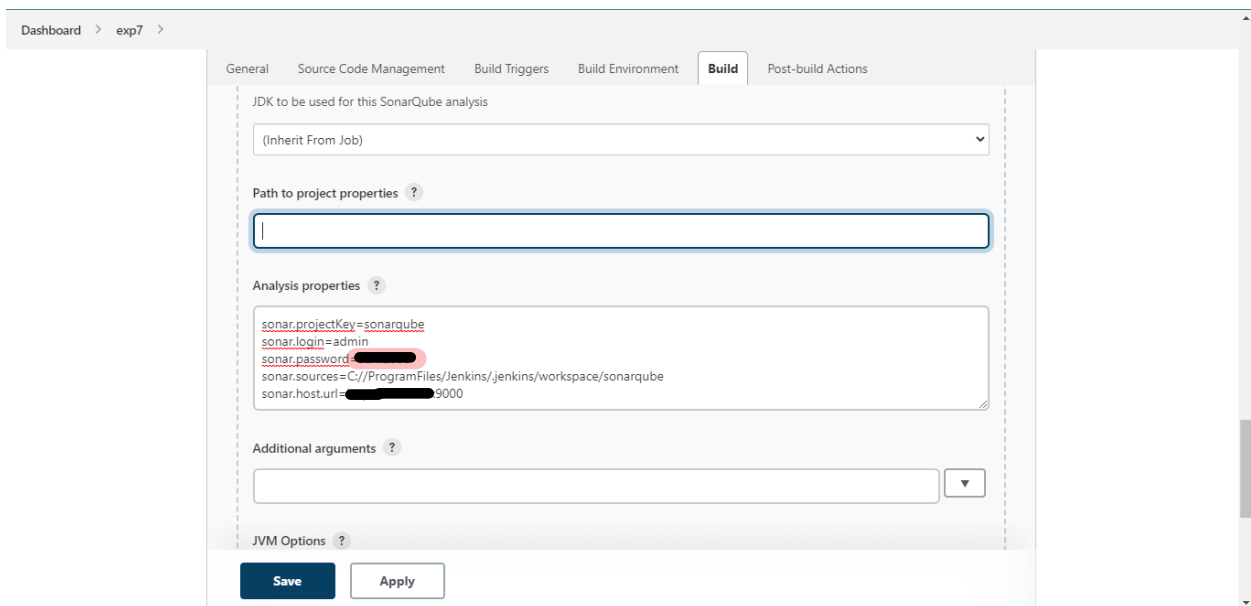 Dashboard > exp7 >
General Source Code Management Build Triggers Build Environment Build Post-build Actions
JDK to be used for this SonarQube analysis
(Inherit From Job)
Path to project properties ?
Analysis properties ?
sonar.projectKey=sonarqube
sonar.login=admin
sonar.password=
sonar.sources=C://ProgramFiles/Jenkins/.jenkins/workspace/sonarqube
sonar.host.url= :9000
Additional arguments ?
JVM Options ?
Save Apply